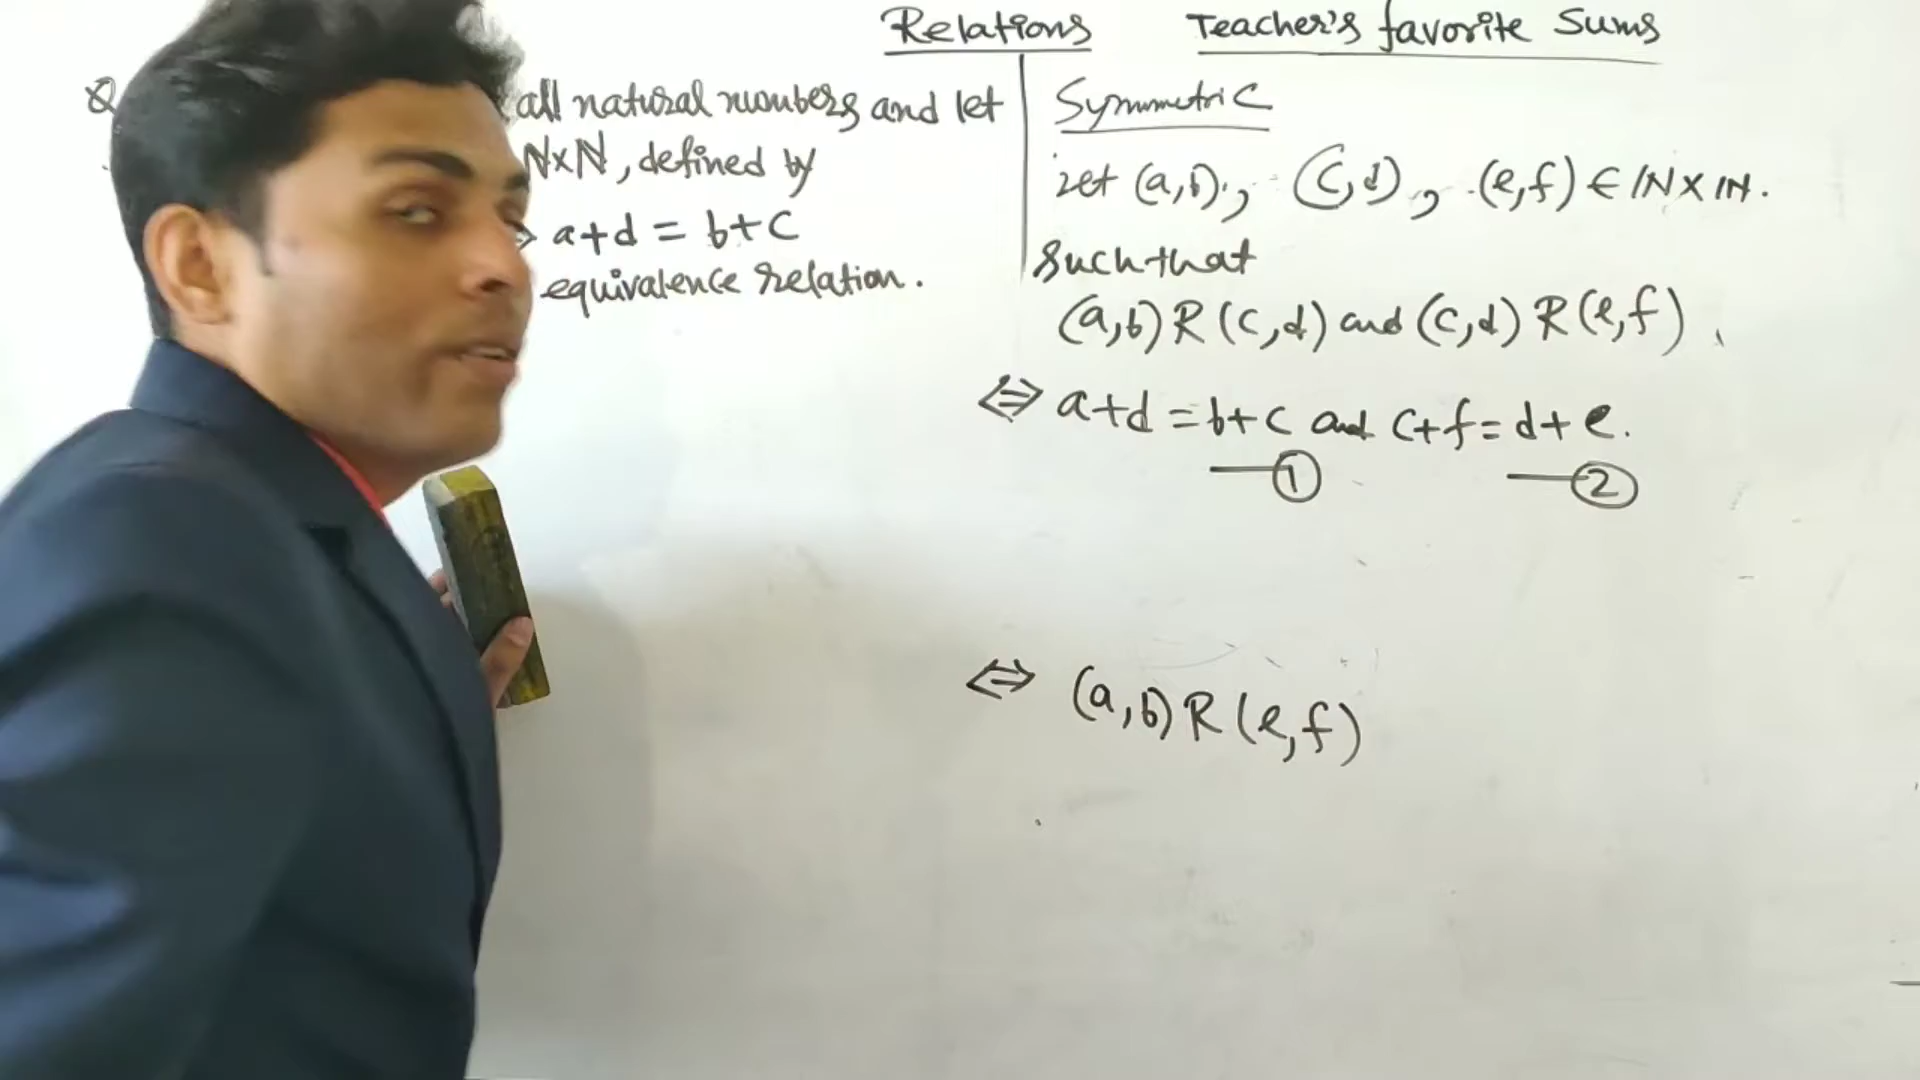 Relations Teacher's favorite Sums
Q all natural numbers and let
N×N, defined by
⇒ a+d = b+c
equivalence relation.
Symmetric
Let (a,b), (c,d), (e,f) ∈ IN×IN.
such that
(a,b) R (c,d) and (c,d) R (e,f).
⇔ a+d = b+c and c+f = d+e.
—① —②
⇔ (a,b) R (e,f)